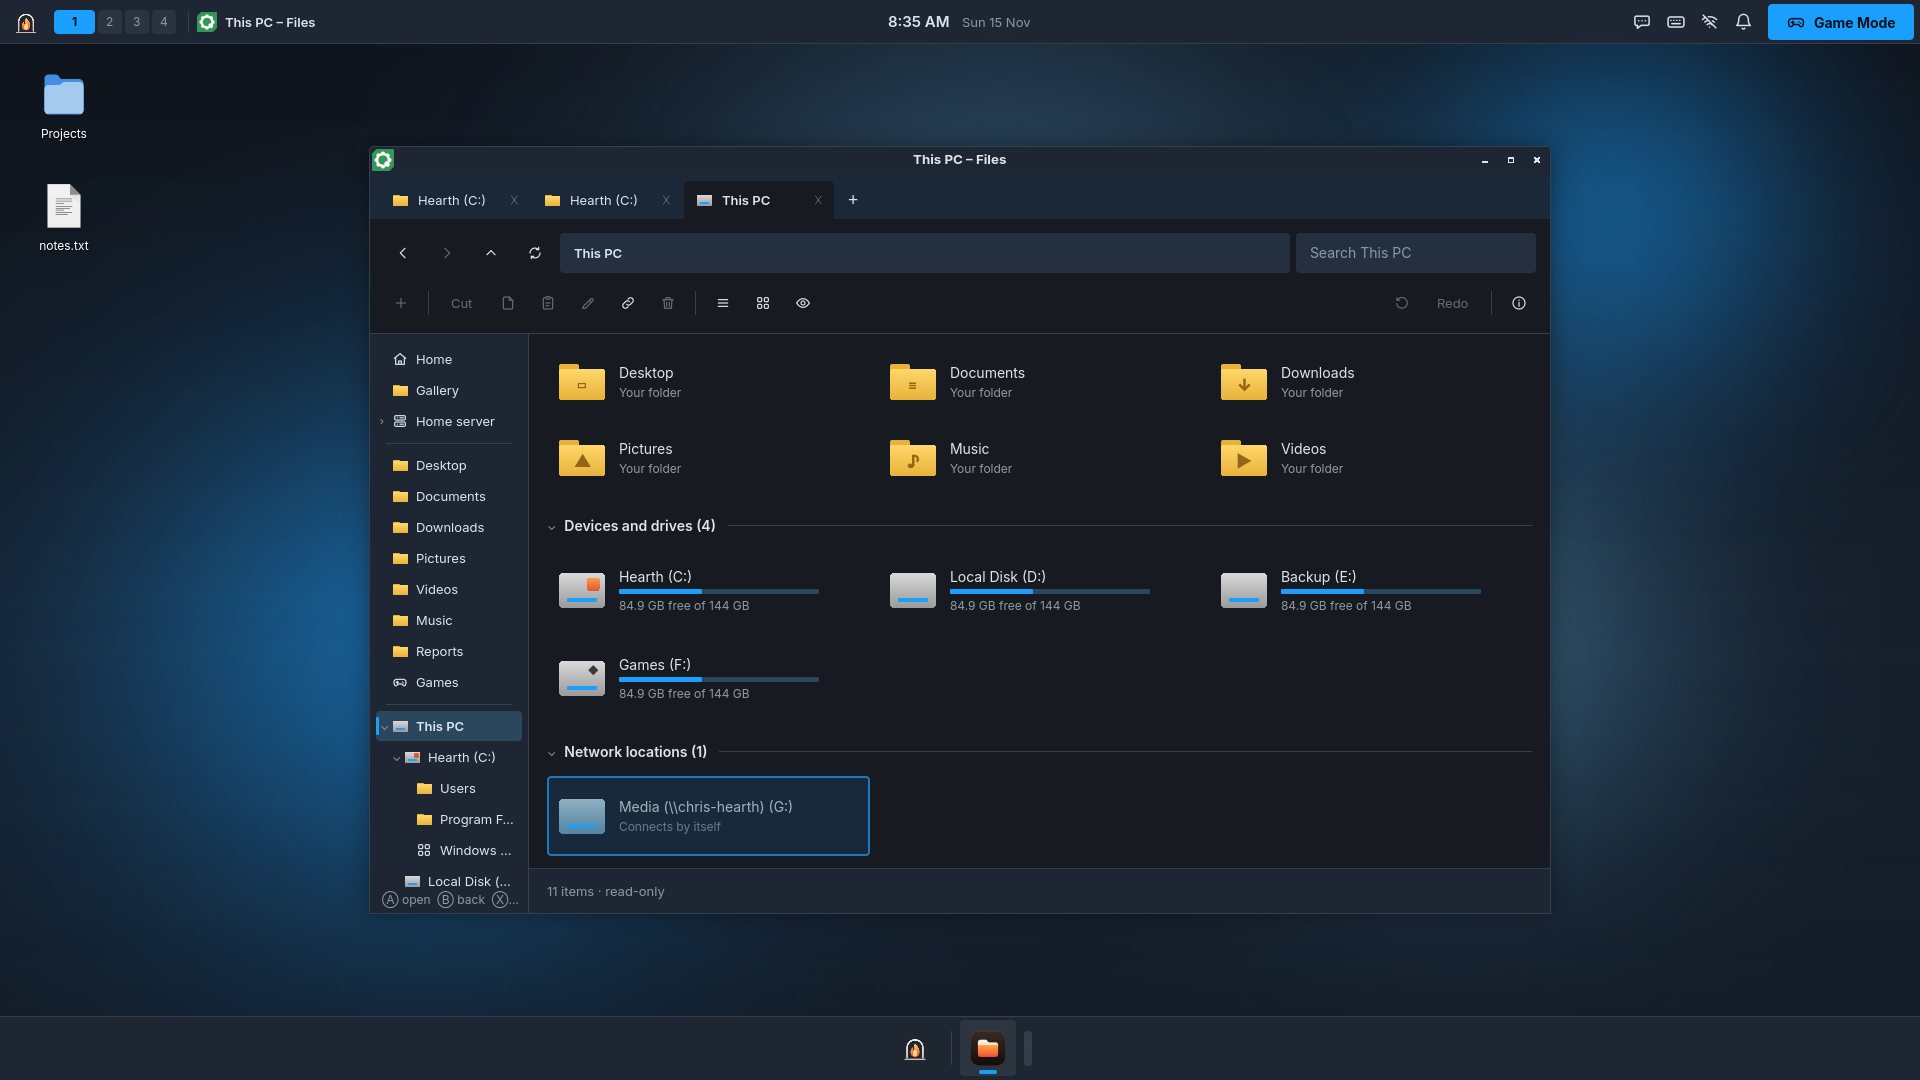 1 2 3 4 This PC – Files 8:35 AM Sun 15 Nov Game Mode
Projects
notes.txt
This PC – Files
Hearth (C:) X Hearth (C:) X This PC X +
This PC Search This PC
Cut Redo
Home
Gallery
Home server
Desktop
Documents
Downloads
Pictures
Videos
Music
Reports
Games
This PC
Hearth (C:)
Users
Program F...
Windows ...
Local Disk (...
A open B back X...
Desktop
Your folder
Documents
Your folder
Downloads
Your folder
Pictures
Your folder
Music
Your folder
Videos
Your folder
Devices and drives (4)
Hearth (C:)
84.9 GB free of 144 GB
Local Disk (D:)
84.9 GB free of 144 GB
Backup (E:)
84.9 GB free of 144 GB
Games (F:)
84.9 GB free of 144 GB
Network locations (1)
Media (\\chris-hearth) (G:)
Connects by itself
11 items · read-only